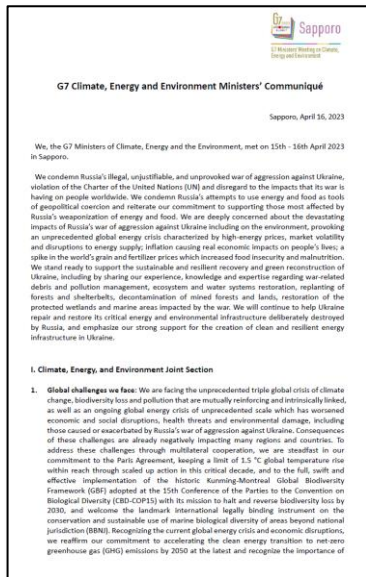 G7
Sapporo
G7 Ministers' Meeting on Climate,
Energy and Environment
G7 Climate, Energy and Environment Ministers' Communiqué
Sapporo, April 16, 2023
We, the G7 Ministers of Climate, Energy and the Environment, met on 15th - 16th April 2023
in Sapporo.
We condemn Russia's illegal, unjustifiable, and unprovoked war of aggression against Ukraine,
violation of the Charter of the United Nations (UN) and disregard to the impacts that its war is
having on people worldwide. We condemn Russia's attempts to use energy and food as tools
of geopolitical coercion and reiterate our commitment to supporting those most affected by
Russia's weaponization of energy and food. We are deeply concerned about the devastating
impacts of Russia's war of aggression against Ukraine including on the environment, provoking
an unprecedented global energy crisis characterized by high-energy prices, market volatility
and disruptions to energy supply; inflation causing real economic impacts on people's lives; a
spike in the world's grain and fertilizer prices which increased food insecurity and malnutrition.
We stand ready to support the sustainable and resilient recovery and green reconstruction of
Ukraine, including by sharing our experience, knowledge and expertise regarding war-related
debris and pollution management, ecosystem and water systems restoration, replanting of
forests and shelterbelts, decontamination of mined forests and lands, restoration of the
protected wetlands and marine areas impacted by the war. We will continue to help Ukraine
repair and restore its critical energy and environmental infrastructure deliberately destroyed
by Russia, and emphasize our strong support for the creation of clean and resilient energy
infrastructure in Ukraine.
I. Climate, Energy, and Environment Joint Section
1. Global challenges we face: We are facing the unprecedented triple global crisis of climate
change, biodiversity loss and pollution that are mutually reinforcing and intrinsically linked,
as well as an ongoing global energy crisis of unprecedented scale which has worsened
economic and social disruptions, health threats and environmental damage, including
those caused or exacerbated by Russia's war of aggression against Ukraine. Consequences
of these challenges are already negatively impacting many regions and countries. To
address these challenges through multilateral cooperation, we are steadfast in our
commitment to the Paris Agreement, keeping a limit of 1.5 °C global temperature rise
within reach through scaled up action in this critical decade, and to the full, swift and
effective implementation of the historic Kunming-Montreal Global Biodiversity
Framework (GBF) adopted at the 15th Conference of the Parties to the Convention on
Biological Diversity (CBD-COP15) with its mission to halt and reverse biodiversity loss by
2030, and welcome the landmark international legally binding instrument on the
conservation and sustainable use of marine biological diversity of areas beyond national
jurisdiction (BBNJ). Recognizing the current global energy crisis and economic disruptions,
we reaffirm our commitment to accelerating the clean energy transition to net-zero
greenhouse gas (GHG) emissions by 2050 at the latest and recognize the importance of